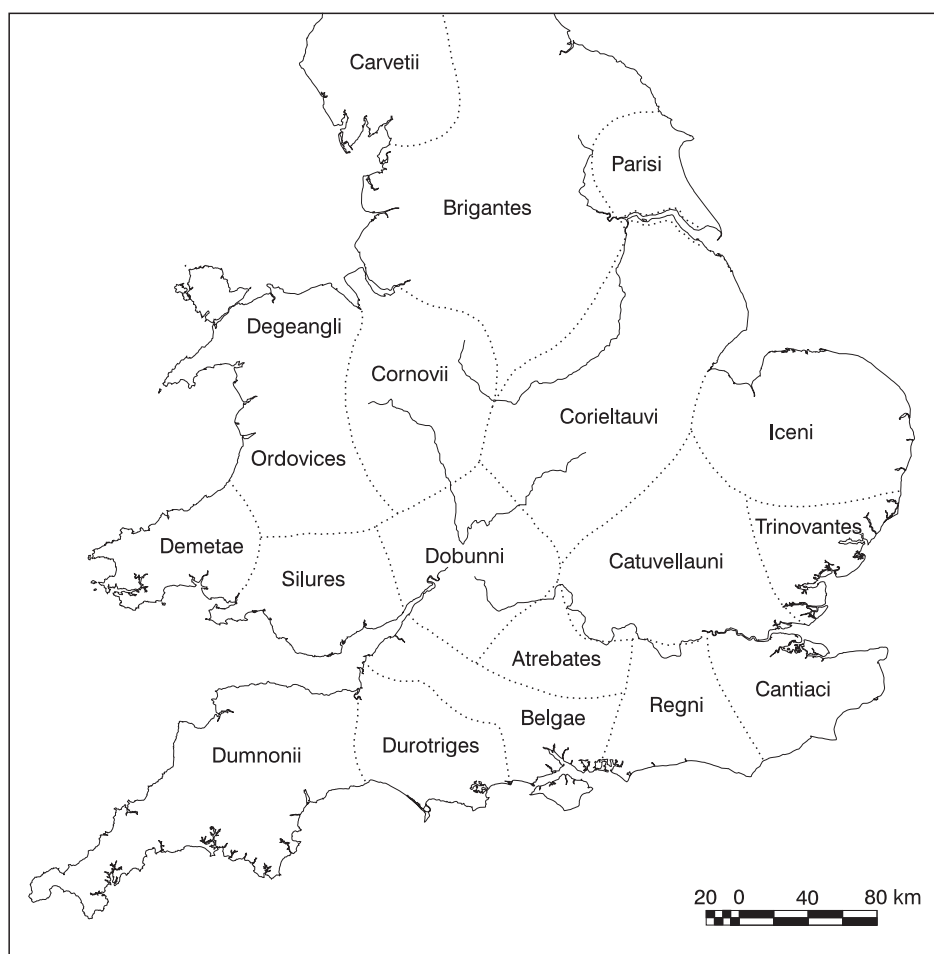 Carvetii
Parisi
Brigantes
Degeangli
Cornovii
Corieltauvi
Iceni
Ordovices
Trinovantes
Demetae
Dobunni
Catuvellauni
Silures
Atrebates
Cantiaci
Regni
Belgae
Durotriges
Dumnonii
20 0 40 80 km